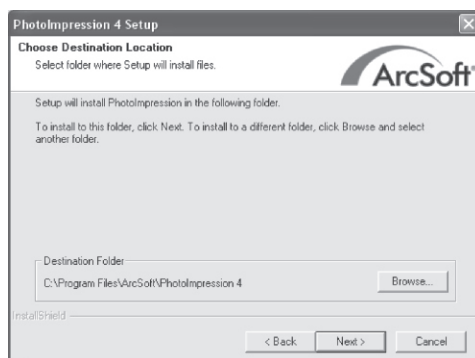 PhotoImpression 4 Setup
Choose Destination Location
Select folder where Setup will install files.
ArcSoft
Setup will install PhotoImpression in the following folder.
To install to this folder, click Next. To install to a different folder, click Browse and select
another folder.
Destination Folder
C:\Program Files\ArcSoft\PhotoImpression 4
Browse...
InstallShield
< Back
Next >
Cancel